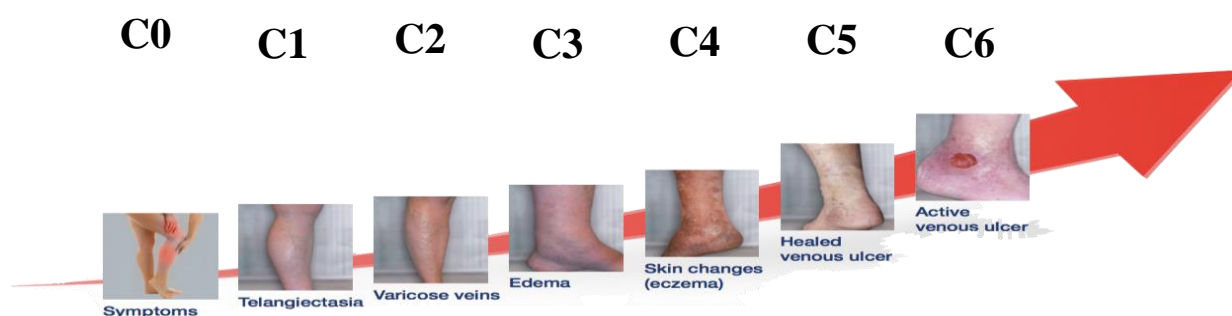 C0 C1 C2 C3 C4 C5 C6
Symptoms
Telangiectasia
Varicose veins
Edema
Skin changes
(eczema)
Healed
venous ulcer
Active
venous ulcer